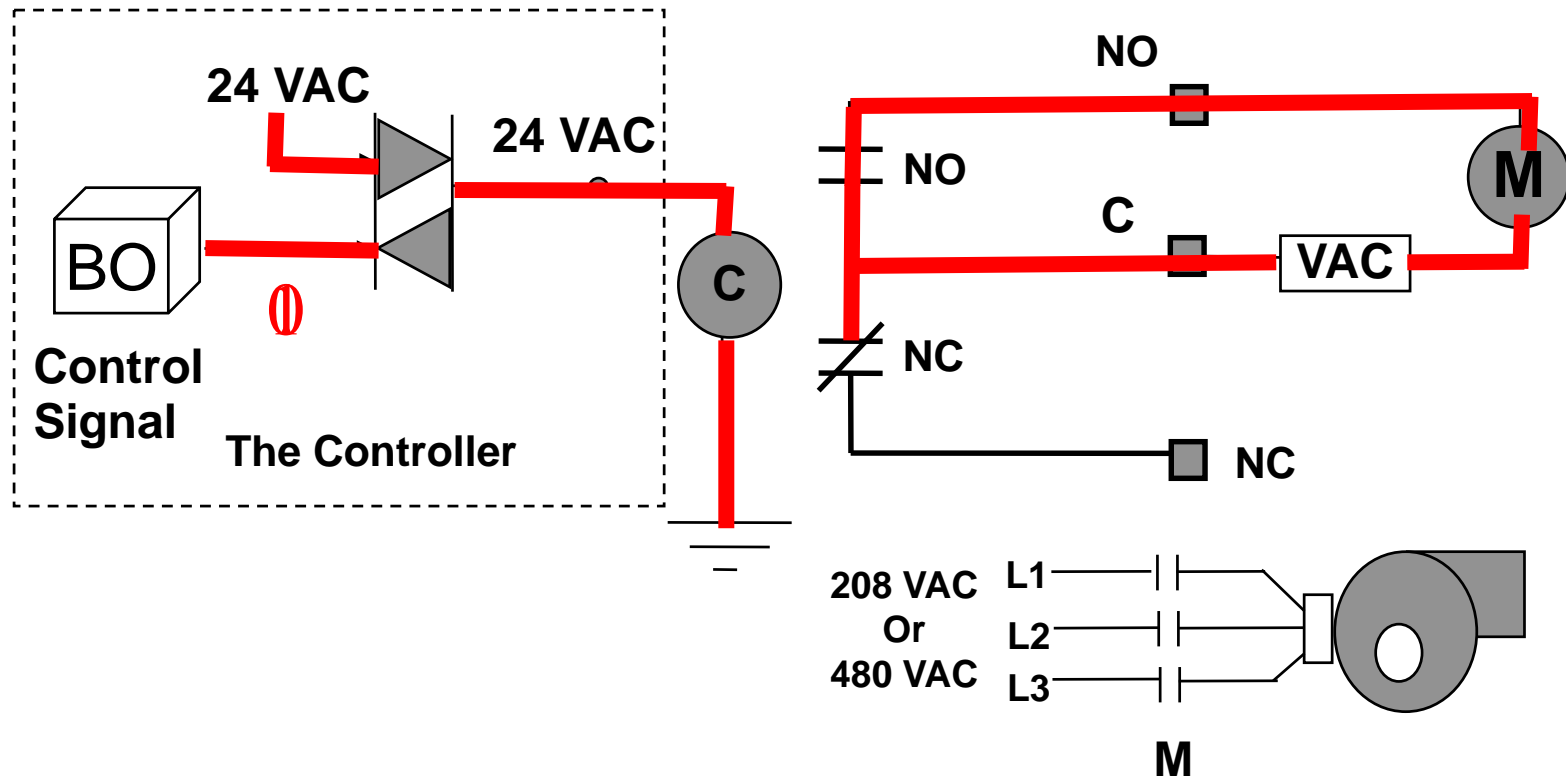 24 VAC
24 VAC
BO
Control
Signal
The Controller
C
NO
NO
C
VAC
M
NC
NC
208 VAC
Or
480 VAC
L1
L2
L3
M